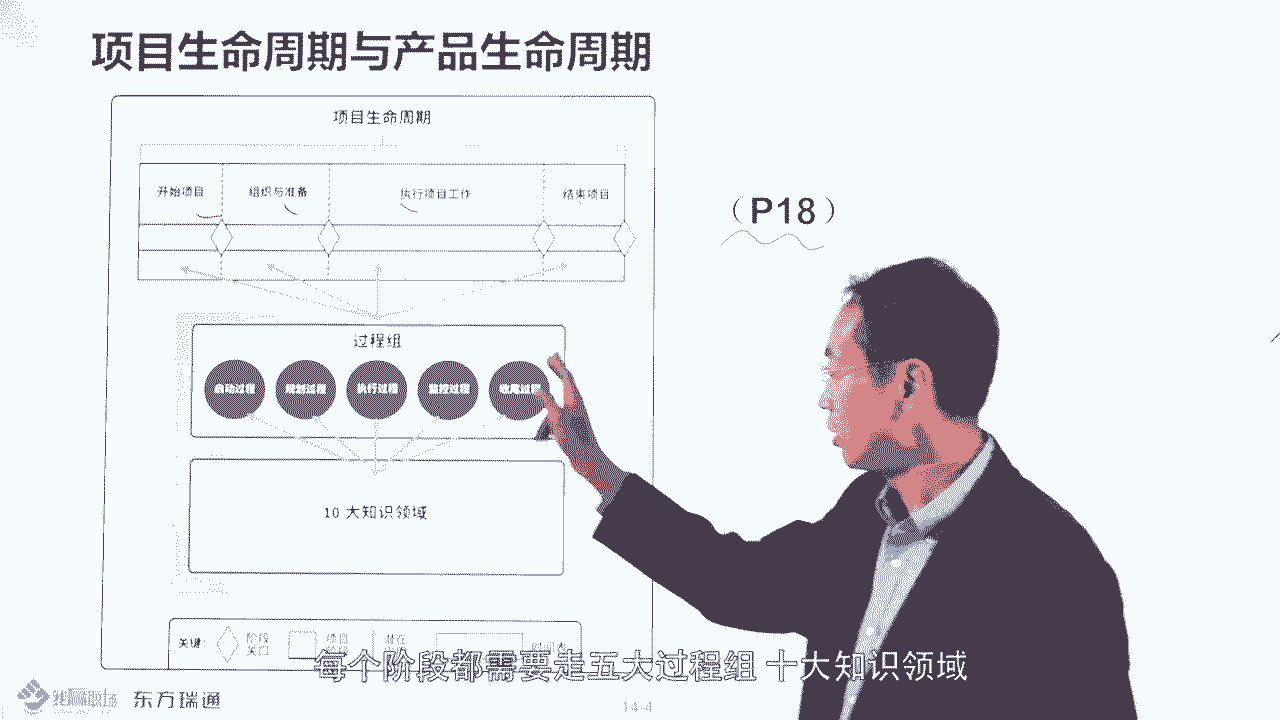 项目生命周期与产品生命周期
项目生命周期
开始项目
组织与准备
执行项目工作
结束项目
(P18)
过程组
启动过程
规划过程
执行过程
监控过程
收尾过程
10 大知识领域
关键:
阶段
关口
项目
潜在
每个阶段都需要走五大过程组 十大知识领域
东方瑞通
14-4